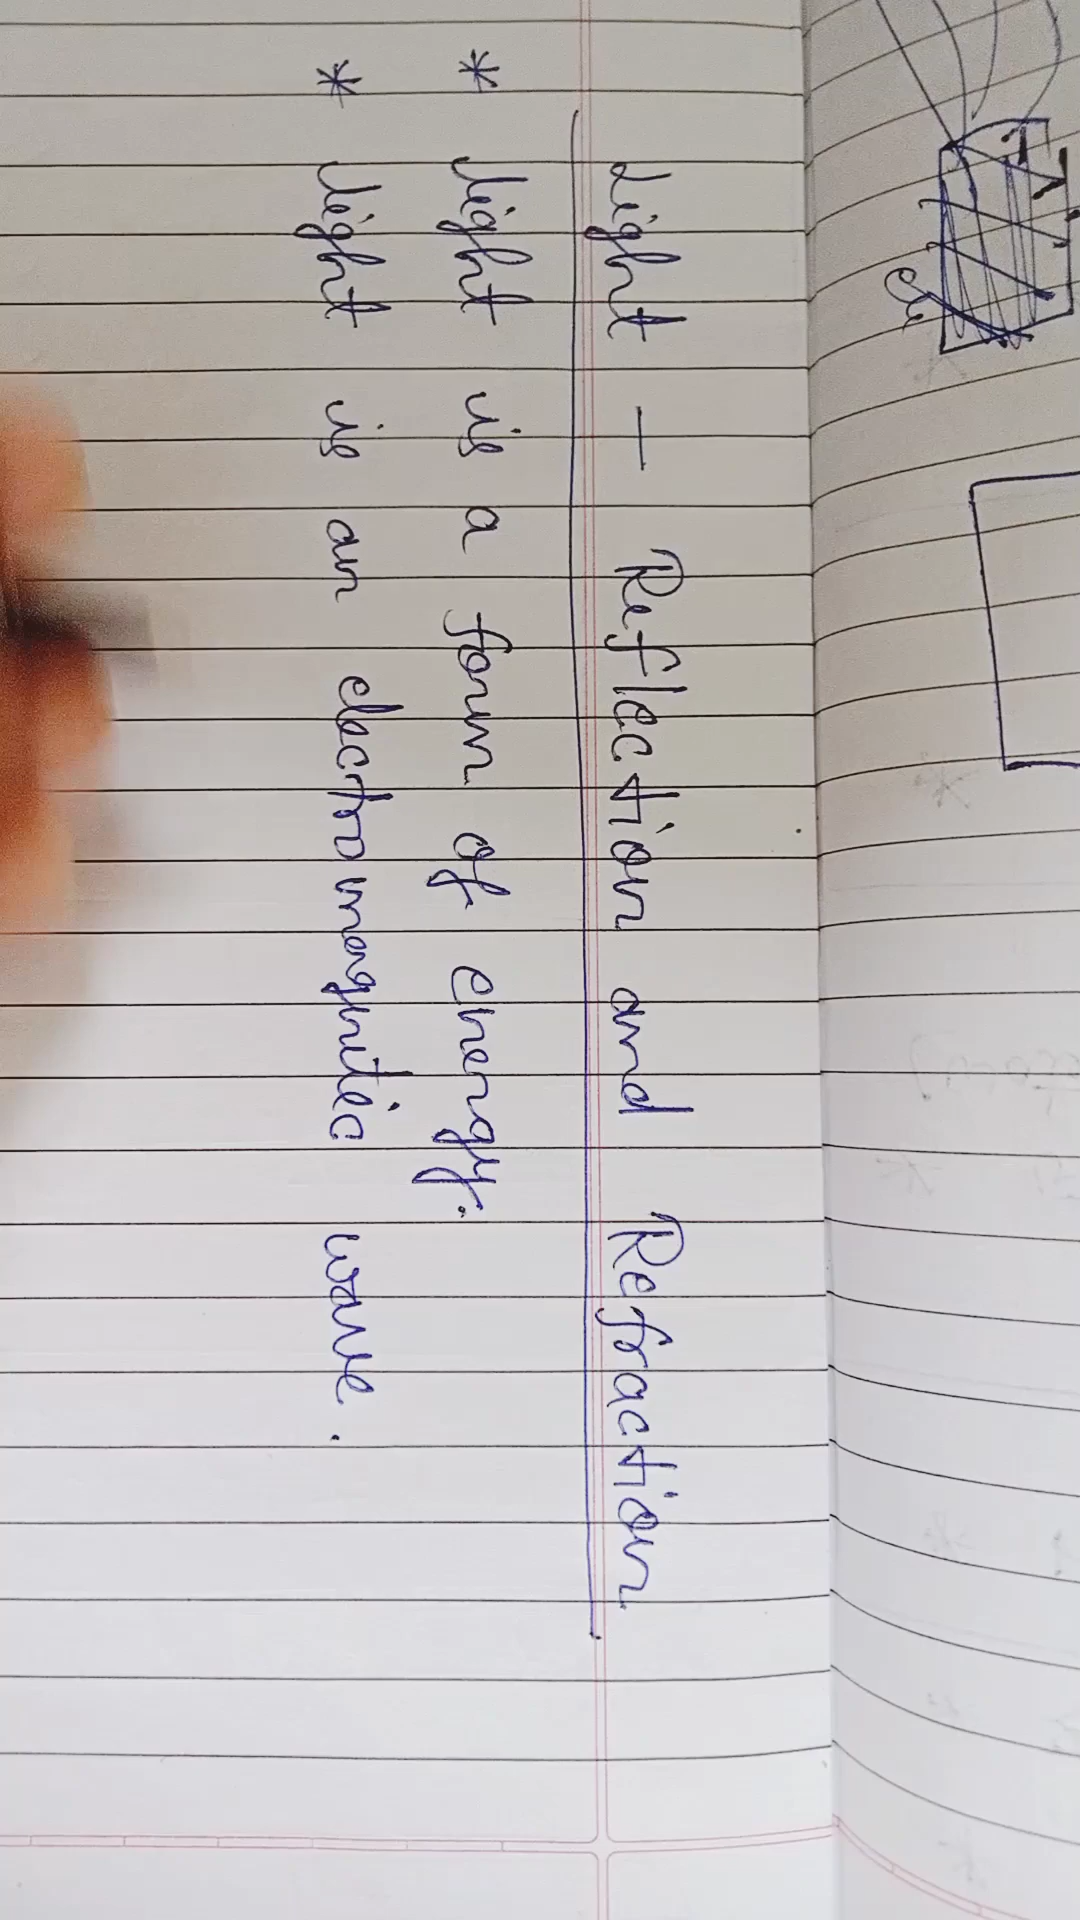 Light — Reflection and Refraction
* Light is a form of energy.
* Light is an electromagnetic wave.